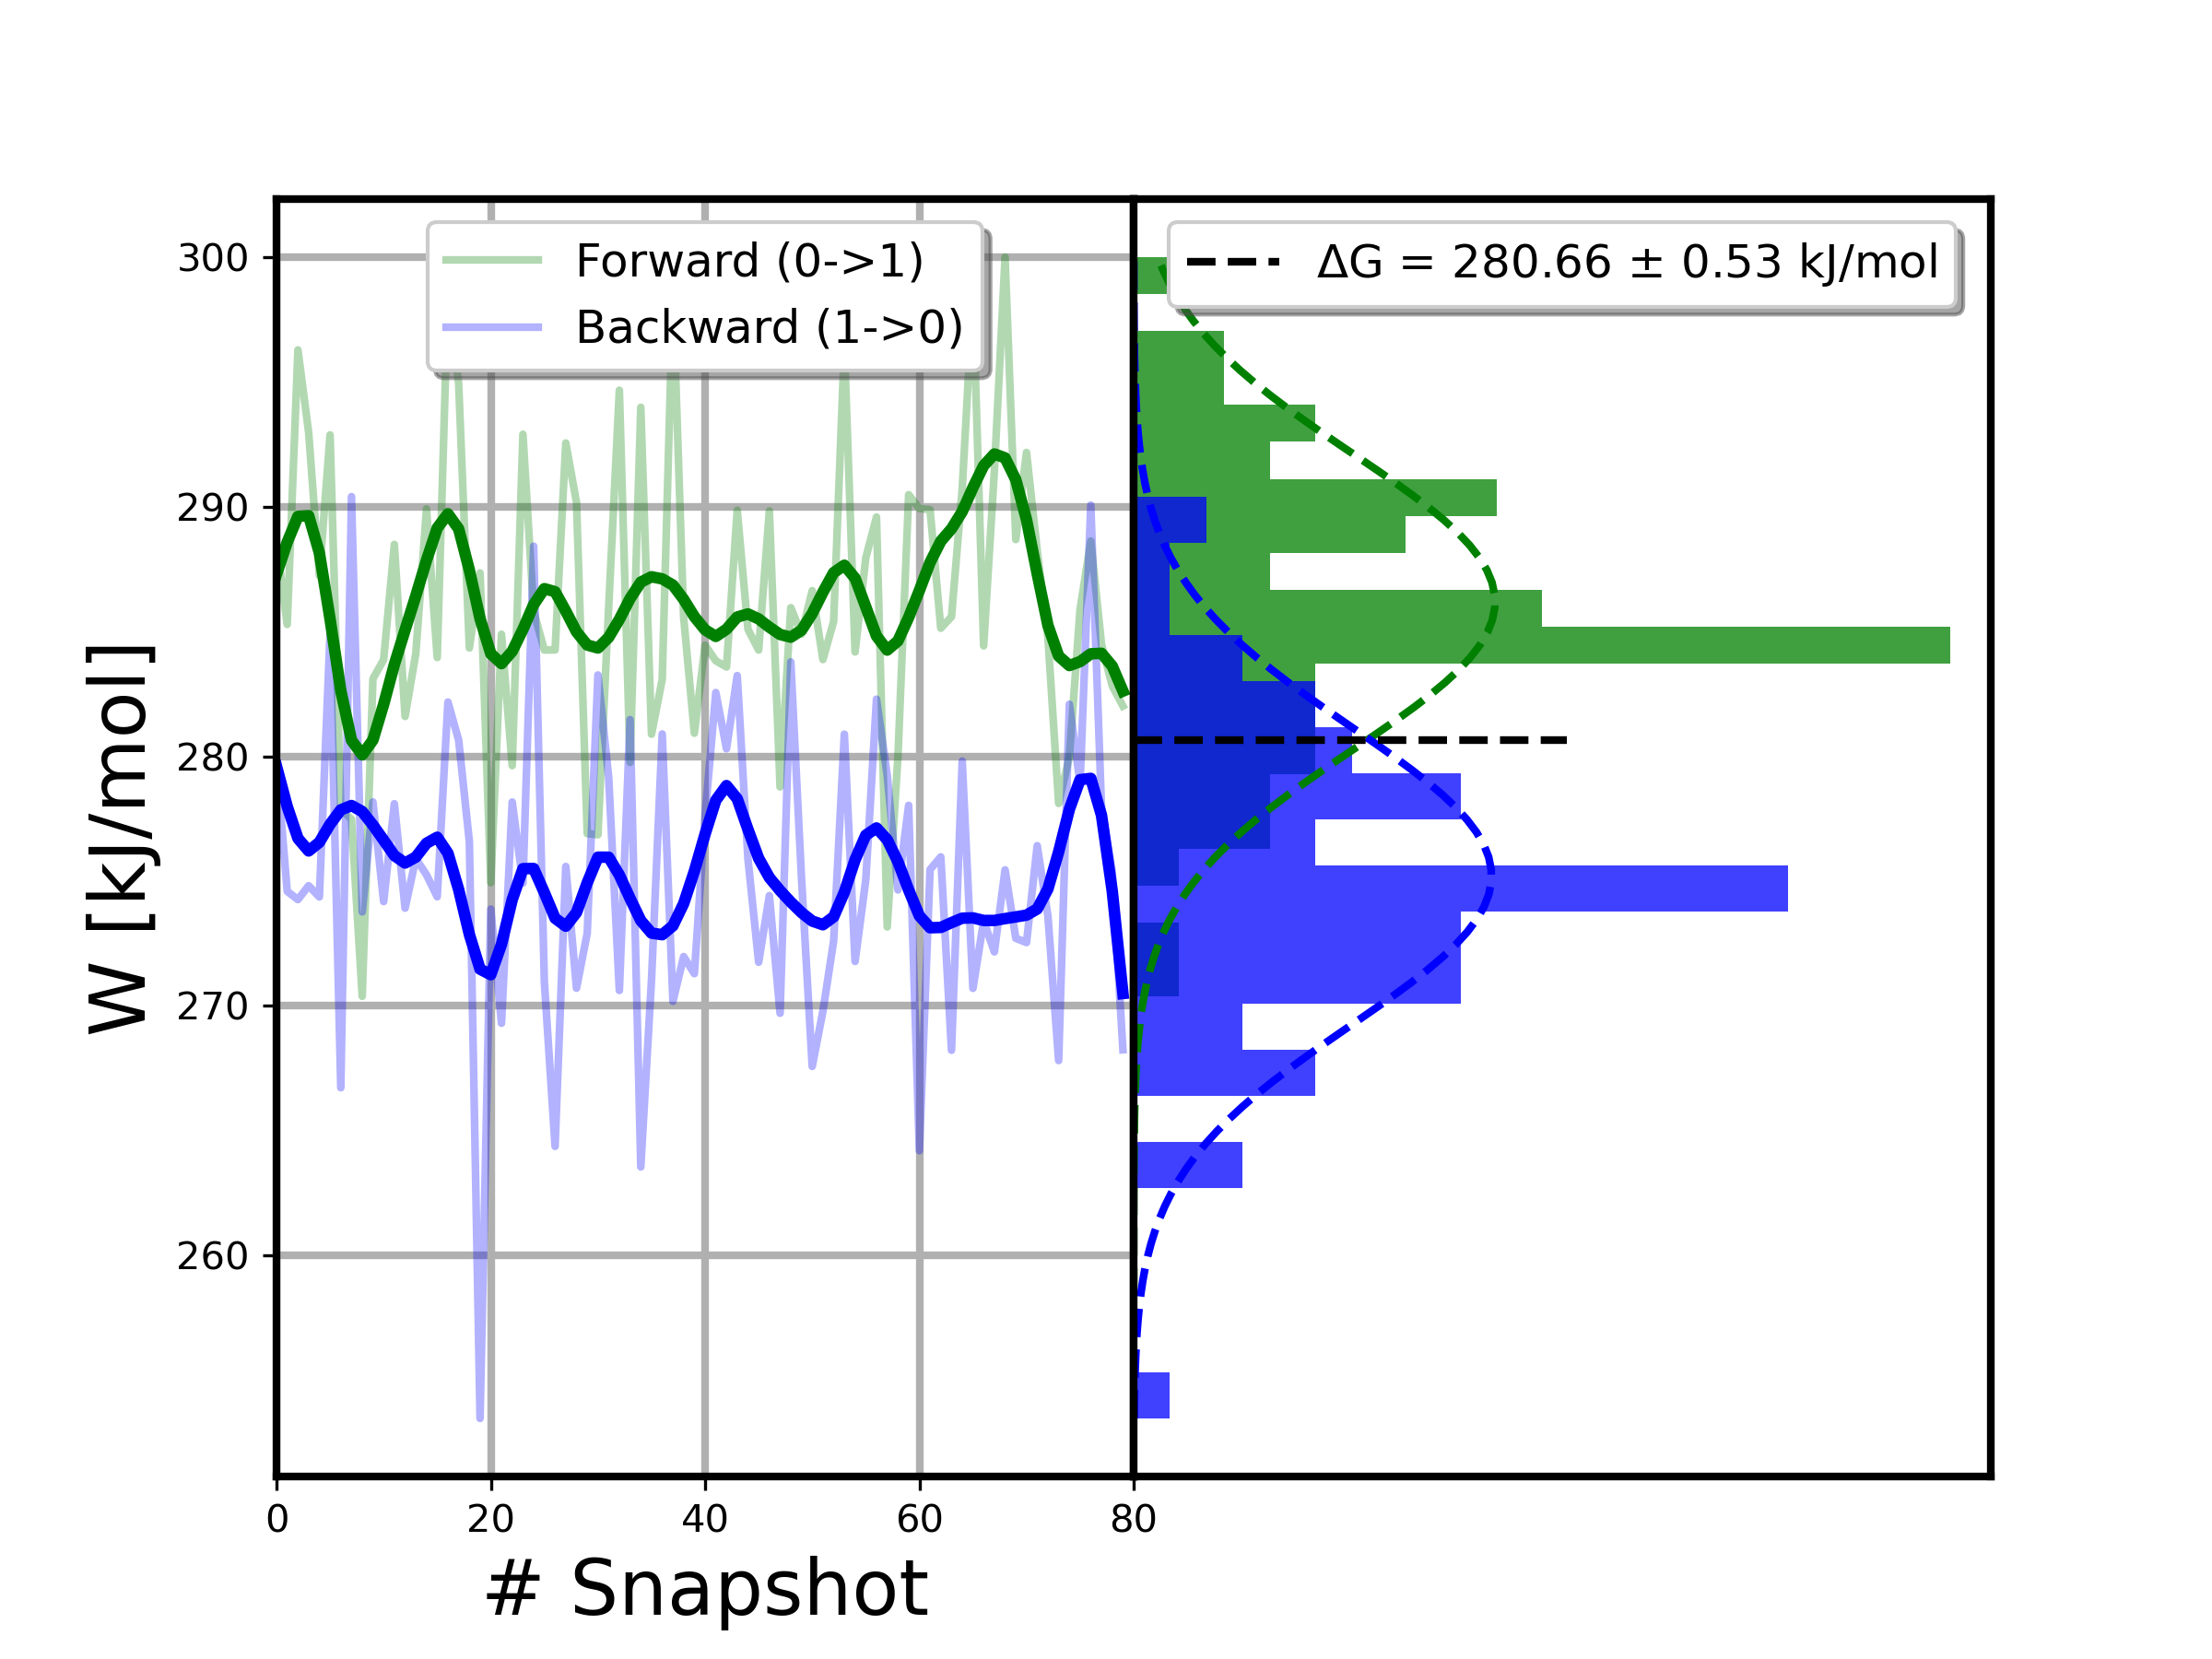 Forward (0->1)
Backward (1->0)
ΔG = 280.66 ± 0.53 kJ/mol
300
290
280
270
260
W [kJ/mol]
0 20 40 60 80
# Snapshot